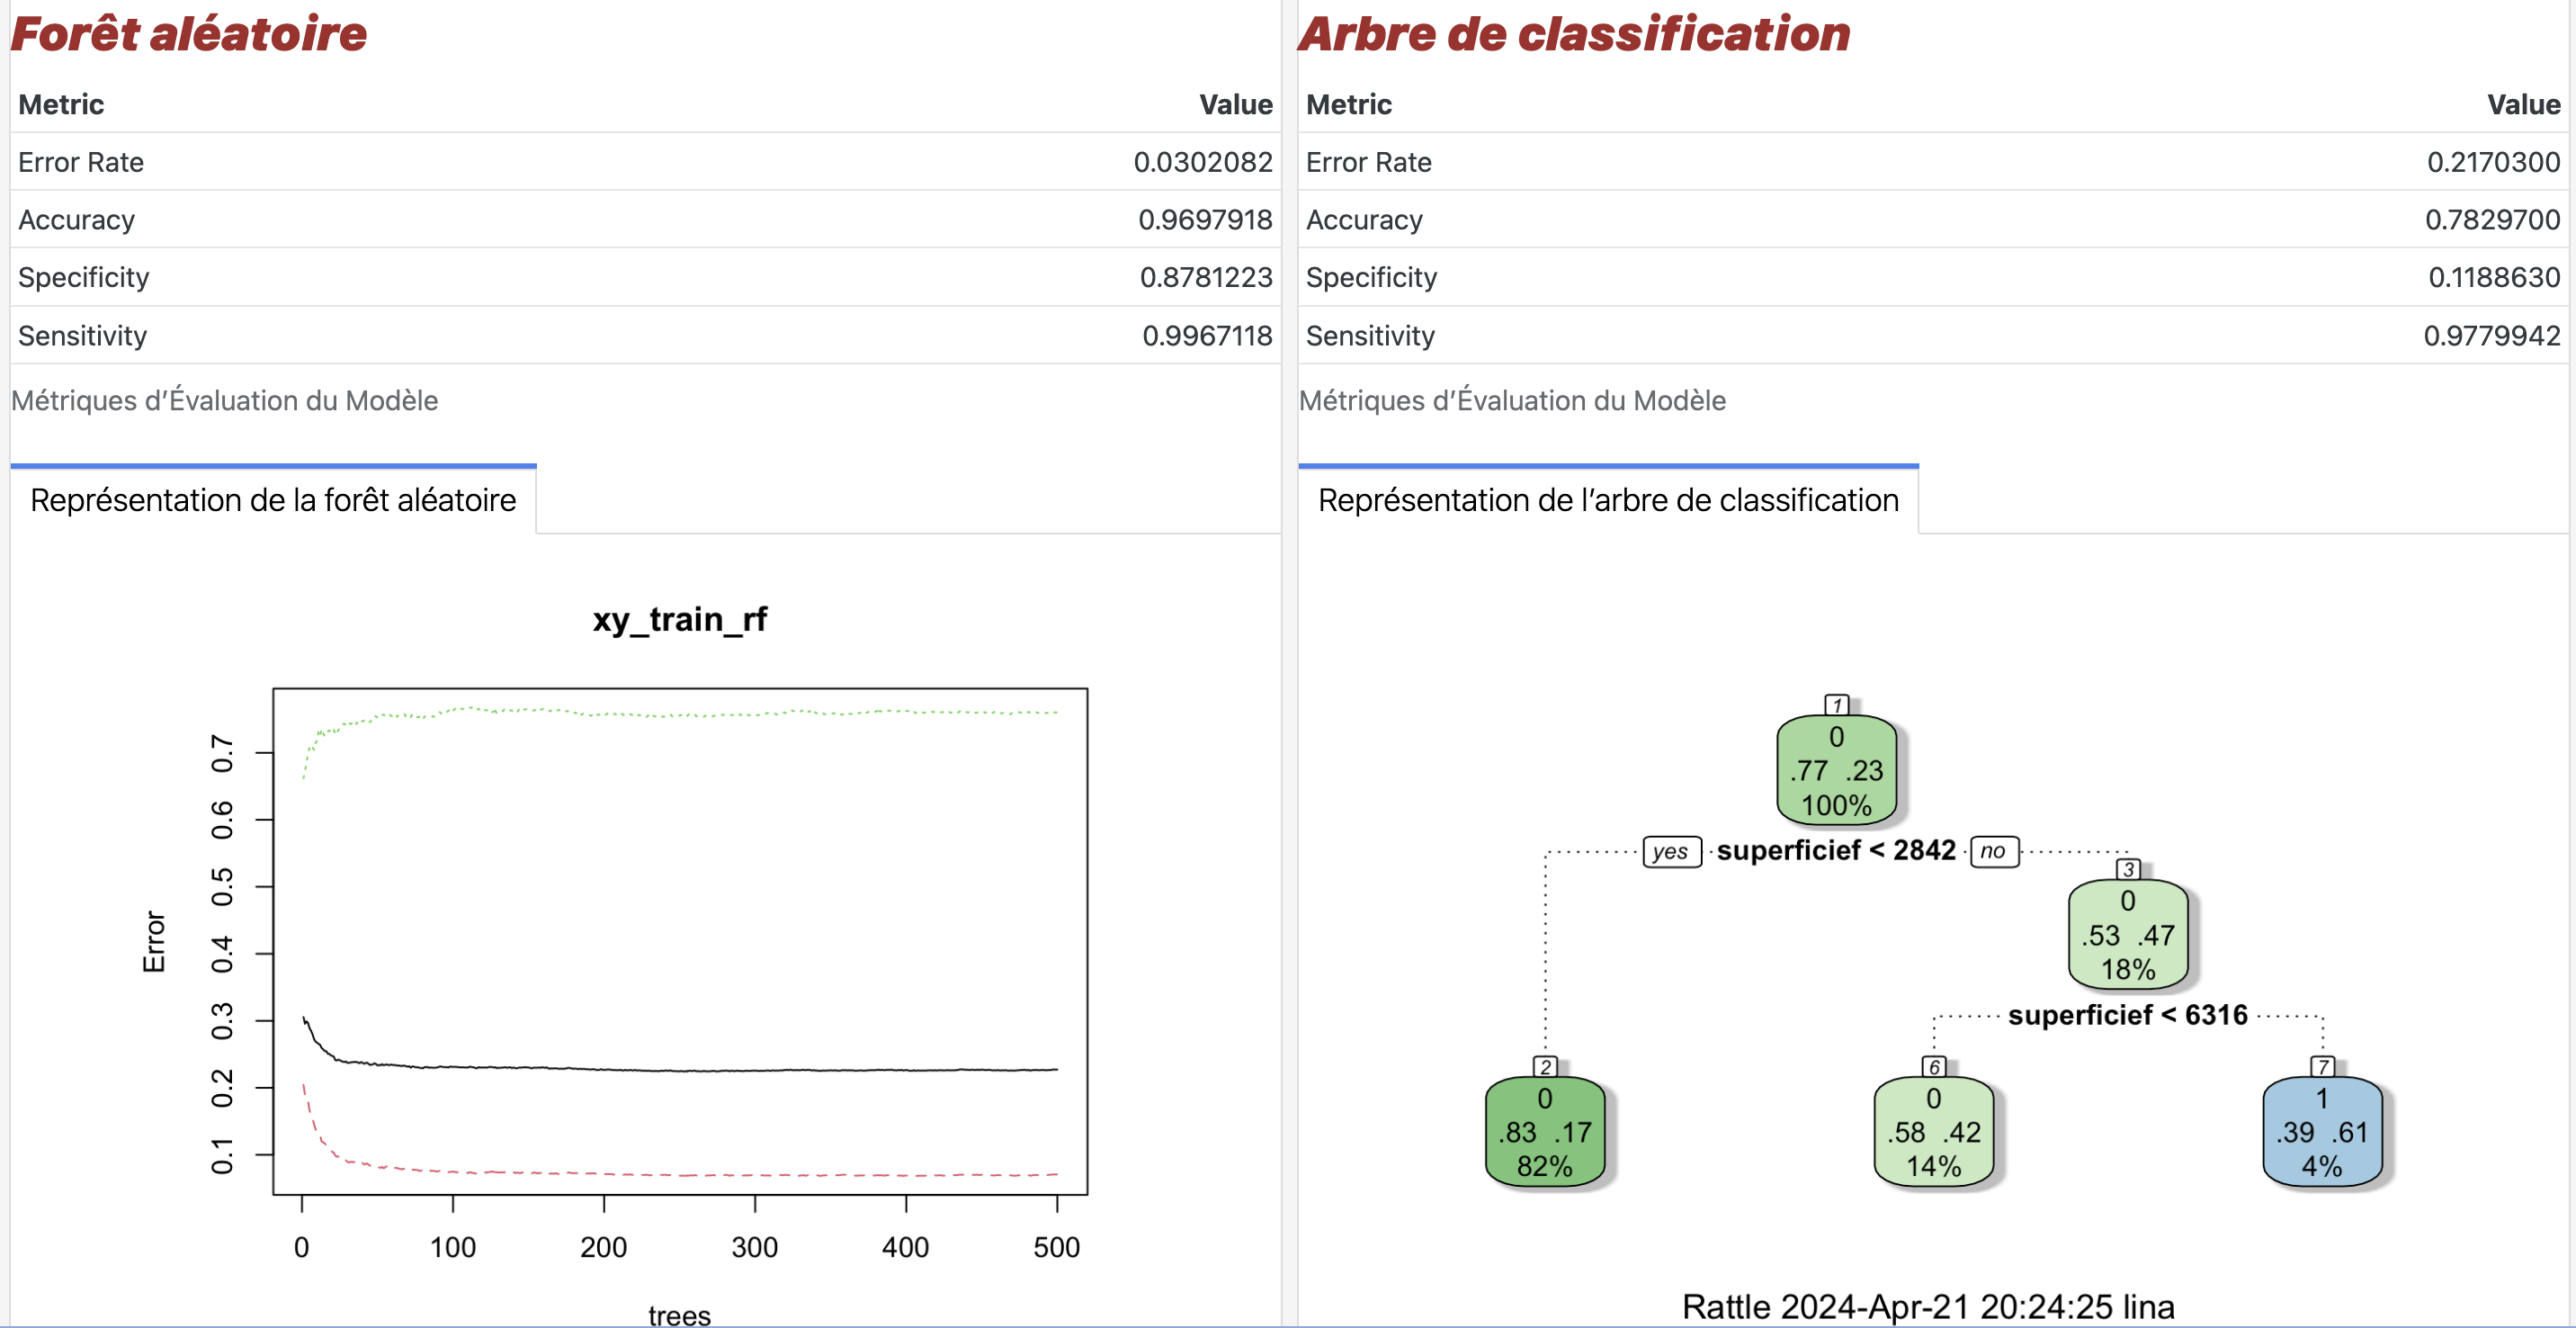 Forêt aléatoire
Metric Value
Error Rate 0.0302082
Accuracy 0.9697918
Specificity 0.8781223
Sensitivity 0.9967118
Métriques d’Évaluation du Modèle
Représentation de la forêt aléatoire
xy_train_rf
Error
0.7
0.6
0.5
0.4
0.3
0.2
0.1
0 100 200 300 400 500
trees
Arbre de classification
Metric Value
Error Rate 0.2170300
Accuracy 0.7829700
Specificity 0.1188630
Sensitivity 0.9779942
Métriques d’Évaluation du Modèle
Représentation de l’arbre de classification
1
0
.77 .23
100%
yes superficief < 2842 no
3
0
.53 .47
18%
superficief < 6316
2
0
.83 .17
82%
6
0
.58 .42
14%
7
1
.39 .61
4%
Rattle 2024-Apr-21 20:24:25 lina